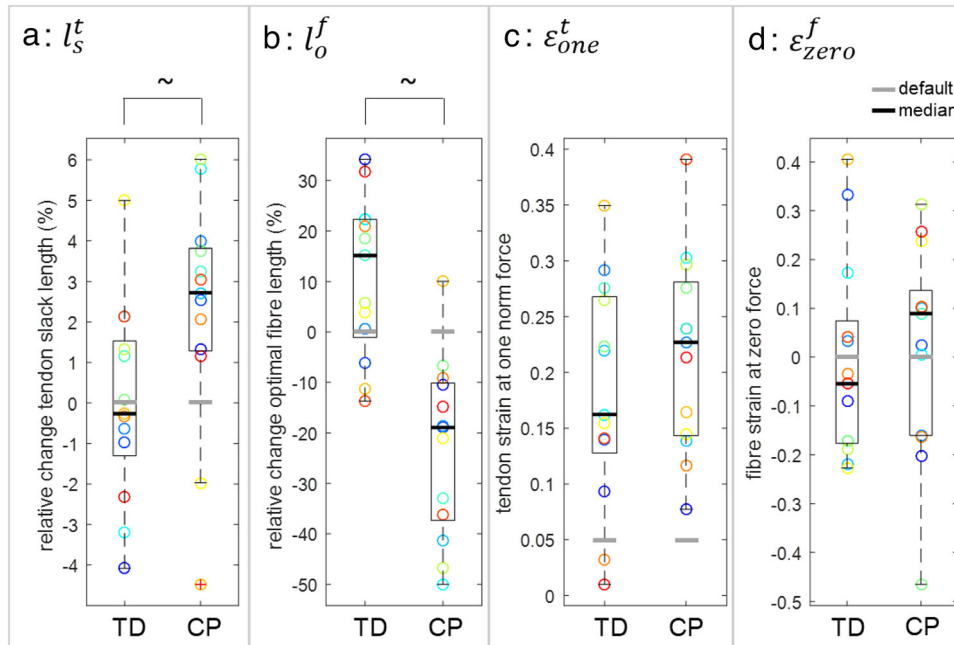 a: l_s^t
~
relative change tendon slack length (%)
6
5
4
3
2
1
0
-1
-2
-3
-4
TD CP
b: l_o^f
~
relative change optimal fibre length (%)
30
20
10
0
-10
-20
-30
-40
-50
TD CP
c: ε_one^t
tendon strain at one norm force
0.4
0.35
0.3
0.25
0.2
0.15
0.1
0.05
0
TD CP
d: ε_zero^f
default
median
fibre strain at zero force
0.4
0.3
0.2
0.1
0
-0.1
-0.2
-0.3
-0.4
-0.5
TD CP